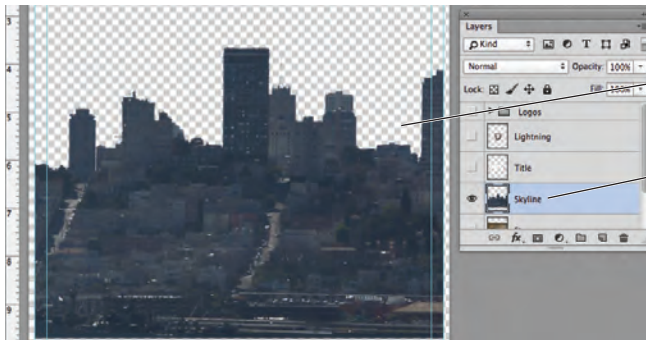 Layers
Kind
Normal
Opacity: 100%
Lock:
Fill: 100%
Logos
Lightning
Title
Skyline
fx
3
4
5
6
7
8
9